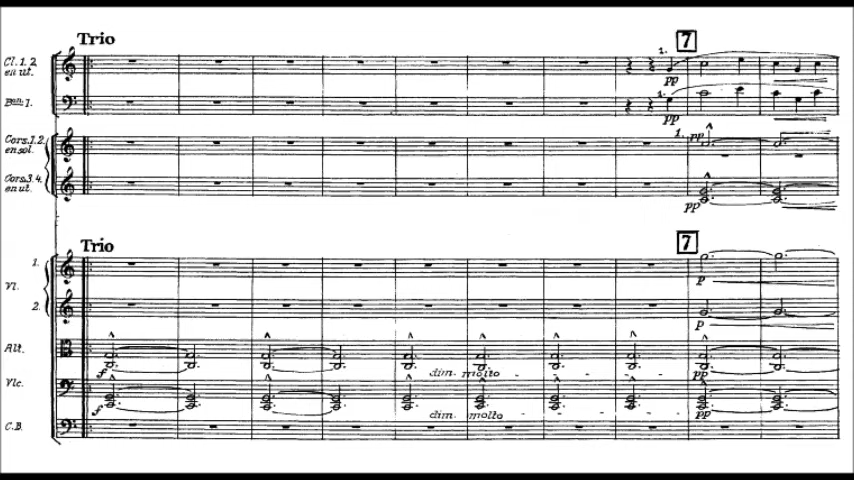 Trio
7
Cl. 1. 2.
en ut.
1.
pp
Bon 1.
1.
pp
Cors. 1. 2.
en sol.
1. pp
Cors. 3. 4.
en ut.
pp
Trio
7
1.
p
Vl.
2.
p
Alt.
dim. molto
pp
Vlc.
dim. molto
pp
C.B.